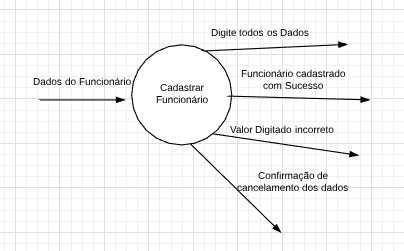 Digite todos os Dados
Dados do Funcionário
Cadastrar
Funcionário
Funcionário cadastrado
com Sucesso
Valor Digitado incorreto
Confirmação de
cancelamento dos dados